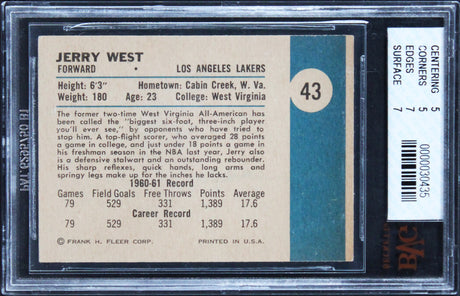 JERRY WEST
FORWARD • LOS ANGELES LAKERS
43
Height: 6'3" Hometown: Cabin Creek, W. Va.
Weight: 180 Age: 23 College: West Virginia
The former two-time West Virginia All-American has
been called the "biggest six-foot, three-inch player
you'll ever see," by opponents who have tried to
stop him. A top-flight scorer, who averaged 28 points
a game in college, and just under 18 points a game in
his freshman season in the NBA last year, Jerry also
is a defensive stalwart and an outstanding rebounder.
His sharp reflexes, quick hands, long arms and
springy legs make up for the inches he lacks in height.
1960-61 Record
Games Field Goals Free Throws Points Average
79 529 331 1,389 17.6
Career Record
79 529 331 1,389 17.6
© FRANK H. FLEER CORP. PRINTED IN U.S.A.
CENTERING 5
CORNERS 5
EDGES 7
SURFACE 7
0000030435